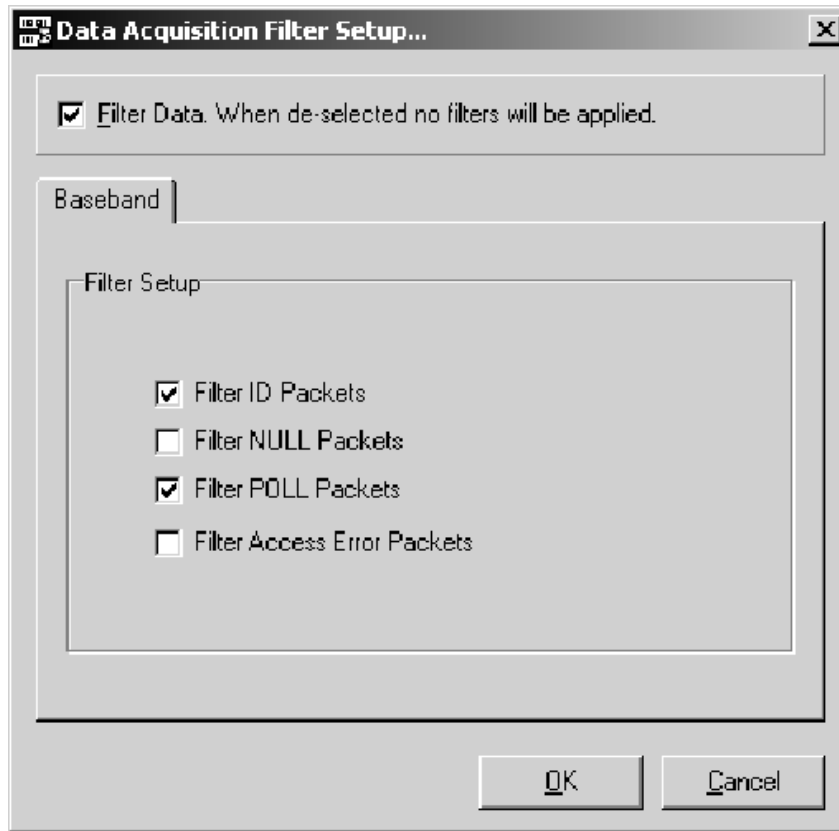 Data Acquisition Filter Setup...
Filter Data. When de-selected no filters will be applied.
Baseband
Filter Setup
Filter ID Packets
Filter NULL Packets
Filter POLL Packets
Filter Access Error Packets
OK
Cancel